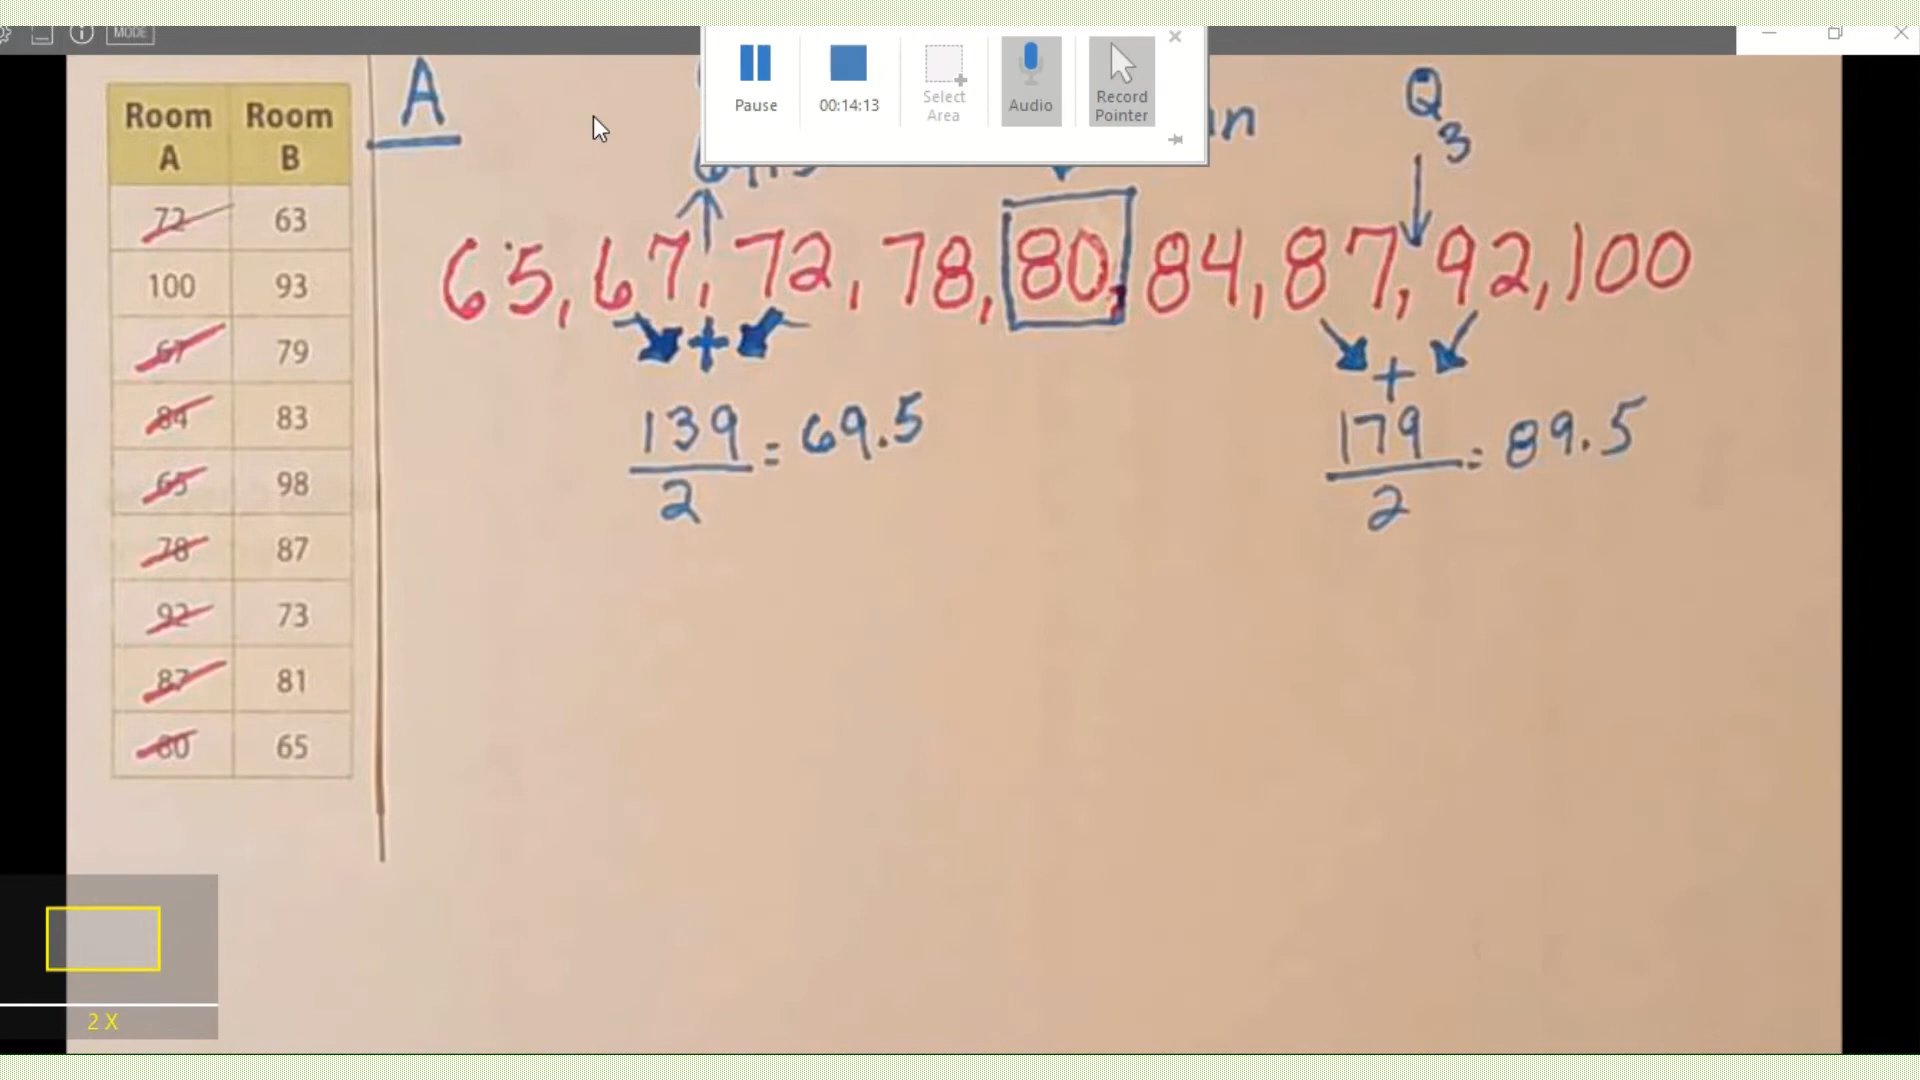 MODE
Pause
00:14:13
Select Area
Audio
Record Pointer
Room A Room B
72 63
100 93
67 79
84 83
65 98
78 87
92 73
87 81
80 65
A
Q3
65, 67, 72, 78, 80, 84, 87, 92, 100
+ +
139/2 = 69.5
179/2 = 89.5
2 X